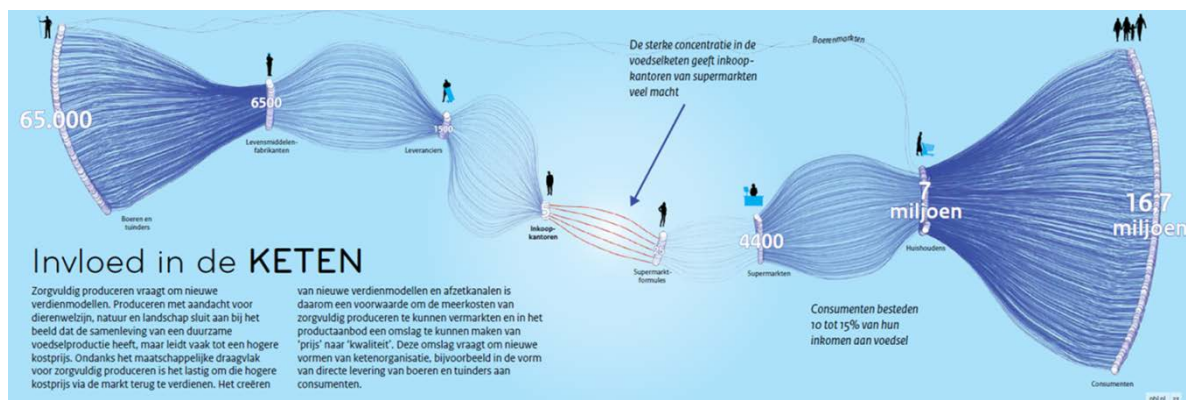 Boerenmarkten
De sterke concentratie in de
voedselketen geeft inkoop-
kantoren van supermarkten
veel macht
65.000
Boeren en
tuinders
6500
Levensmiddelen-
fabrikanten
1500
Leveranciers
5
Inkoop-
kantoren
Supermarkt-
formules
4400
Supermarkten
7
miljoen
Huishoudens
16,7
miljoen
Consumenten
Consumenten besteden
10 tot 15% van hun
inkomen aan voedsel
Invloed in de KETEN
Zorgvuldig produceren vraagt om nieuwe
verdienmodellen. Produceren met aandacht voor
dierenwelzijn, natuur en landschap sluit aan bij het
beeld dat de samenleving van een duurzame
voedselproductie heeft, maar leidt vaak tot een hogere
kostprijs. Ondanks het maatschappelijke draagvlak
voor zorgvuldig produceren is het lastig om die hogere
kostprijs via de markt terug te verdienen. Het creëren
van nieuwe verdienmodellen en afzetkanalen is
daarom een voorwaarde om de meerkosten van
zorgvuldig produceren te kunnen vermarkten en in het
productaanbod een omslag te kunnen maken van
'prijs' naar 'kwaliteit'. Deze omslag vraagt om nieuwe
vormen van ketenorganisatie, bijvoorbeeld in de vorm
van directe levering van boeren en tuinders aan
consumenten.